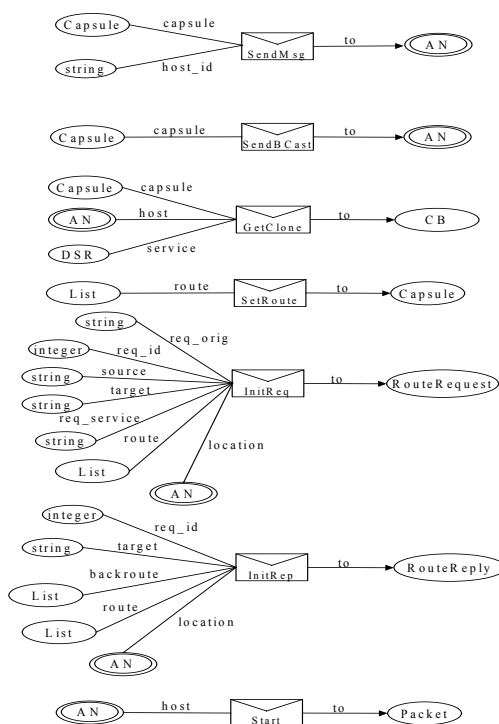 Capsule capsule
SendMsg to AN
string host_id
Capsule capsule SendBCast to AN
Capsule capsule
AN host GetClone to CB
DSR service
List route SetRoute to Capsule
string req_orig
integer req_id
string source
string target InitReq to RouteRequest
req_service
string route
List location
AN
integer req_id
string target
backroute InitRep to RouteReply
List route
List location
AN
AN host Start to Packet